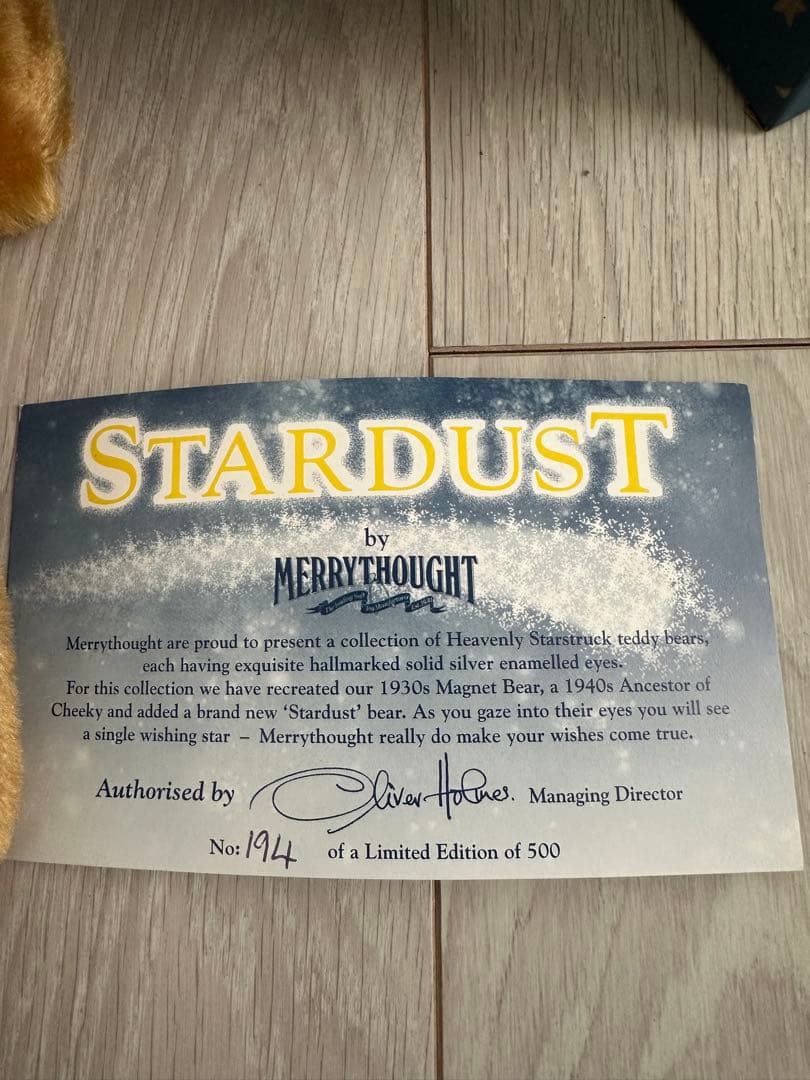 STARDUST
by
MERRYTHOUGHT
Merrythought are proud to present a collection of Heavenly Starstruck teddy bears,
each having exquisite hallmarked solid silver enamelled eyes.
For this collection we have recreated our 1930s Magnet Bear, a 1940s Ancestor of
Cheeky and added a brand new ‘Stardust’ bear. As you gaze into their eyes you will see
a single wishing star – Merrythought really do make your wishes come true.
Authorised by Oliver Holmes. Managing Director
No: 194 of a Limited Edition of 500